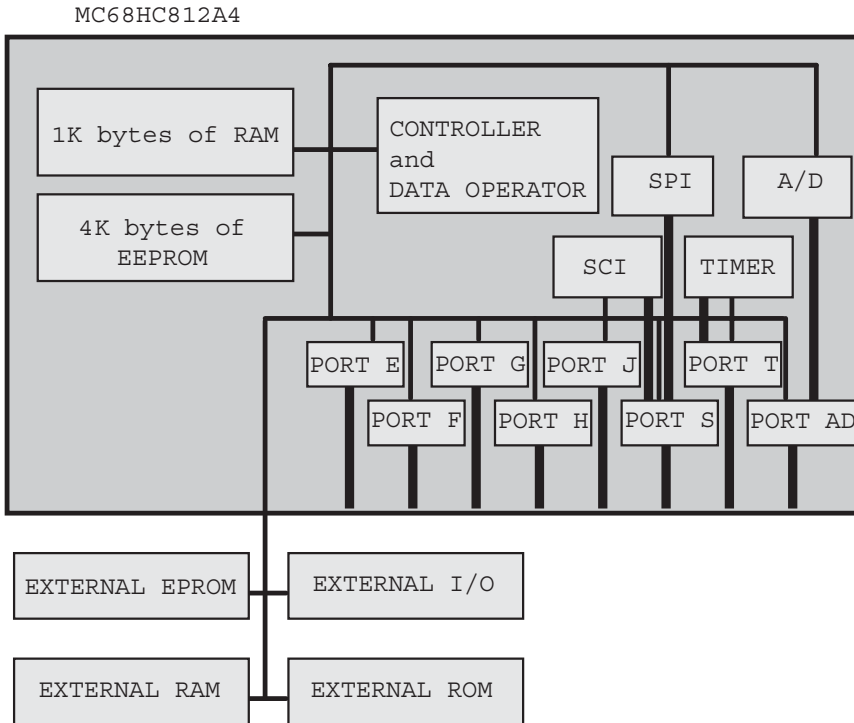 MC68HC812A4
1K bytes of RAM
CONTROLLER
and
DATA OPERATOR
4K bytes of
EEPROM
SPI
A/D
SCI
TIMER
PORT E
PORT G
PORT J
PORT T
PORT F
PORT H
PORT S
PORT AD
EXTERNAL EPROM
EXTERNAL I/O
EXTERNAL RAM
EXTERNAL ROM